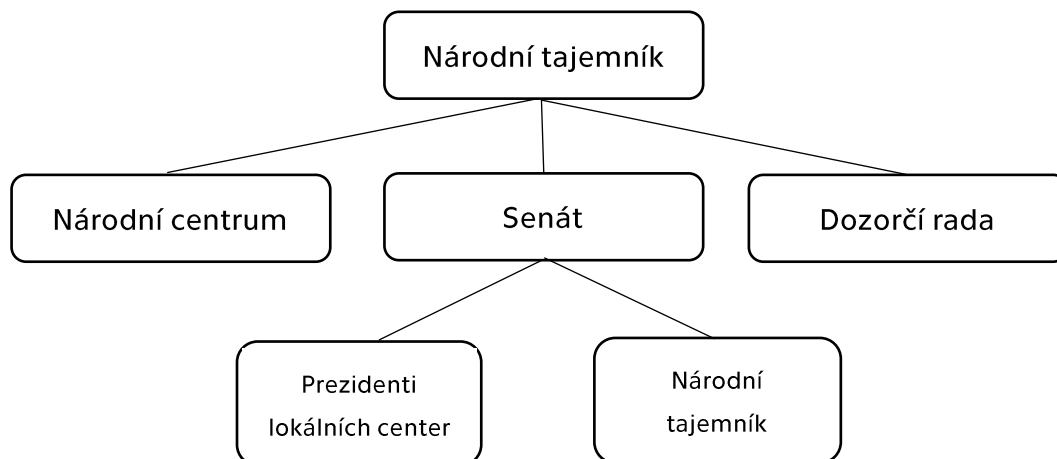 Národní tajemník
Národní centrum
Senát
Dozorčí rada
Prezidenti
lokálních center
Národní
tajemník